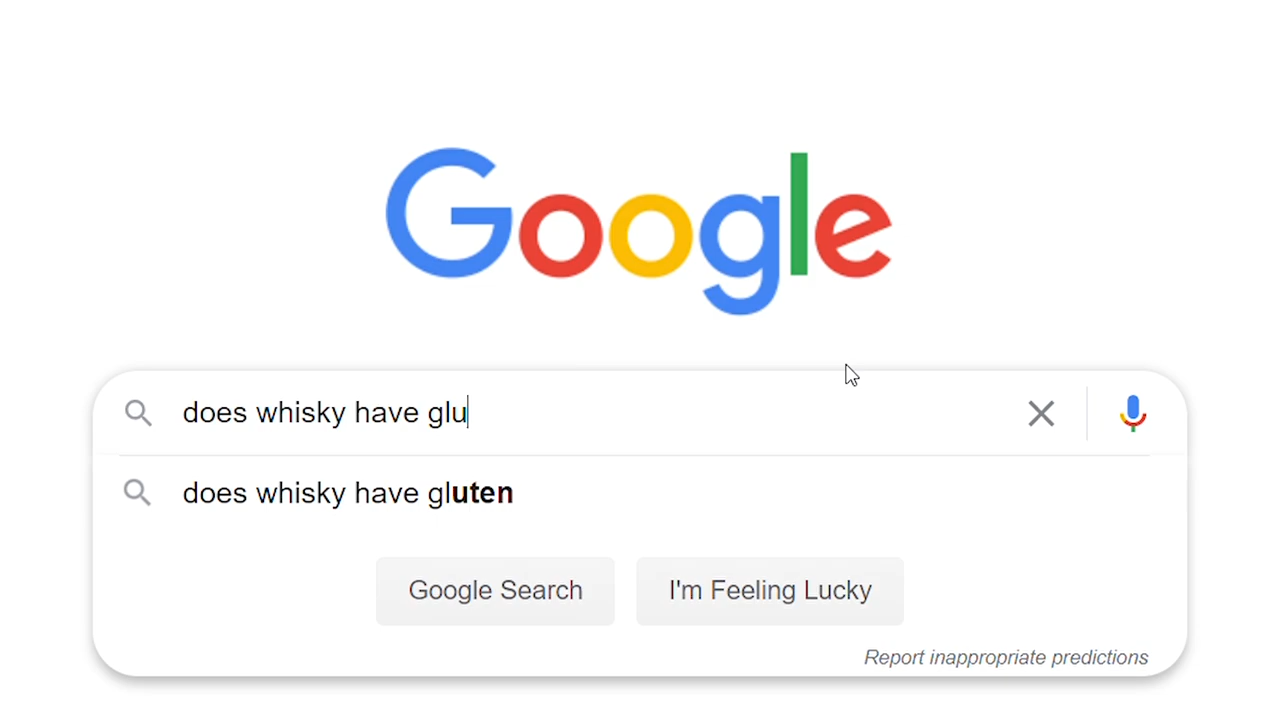 Google
does whisky have glu
does whisky have gluten
Google Search
I'm Feeling Lucky
Report inappropriate predictions